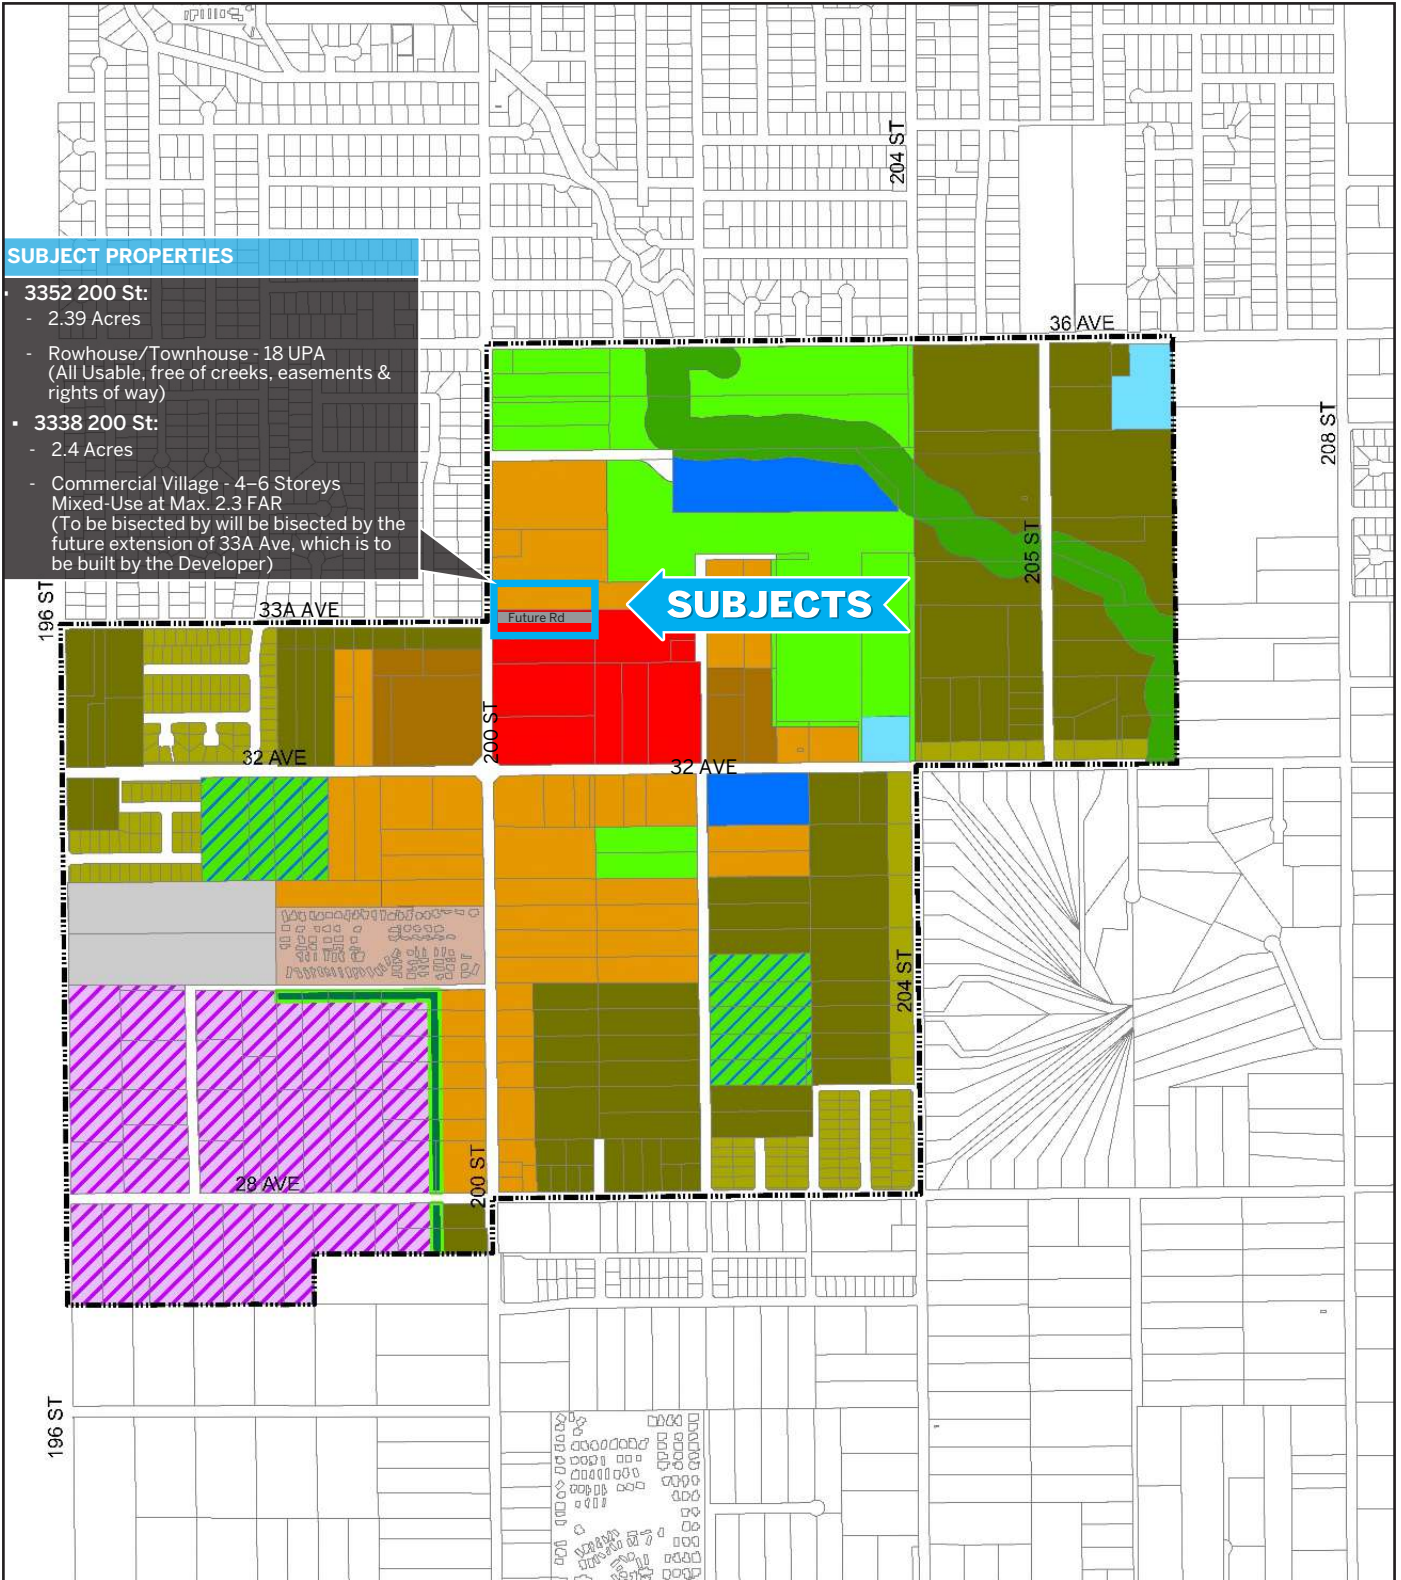 204 ST
SUBJECT PROPERTIES
▪ 3352 200 St:
- 2.39 Acres
- Rowhouse/Townhouse - 18 UPA
(All Usable, free of creeks, easements &
rights of way)
▪ 3338 200 St:
- 2.4 Acres
- Commercial Village - 4–6 Storeys
Mixed-Use at Max. 2.3 FAR
(To be bisected by will be bisected by the
future extension of 33A Ave, which is to
be built by the Developer)
36 AVE
208 ST
205 ST
196 ST
33A AVE
Future Rd
SUBJECTS
200 ST
32 AVE
32 AVE
204 ST
200 ST
28 AVE
196 ST